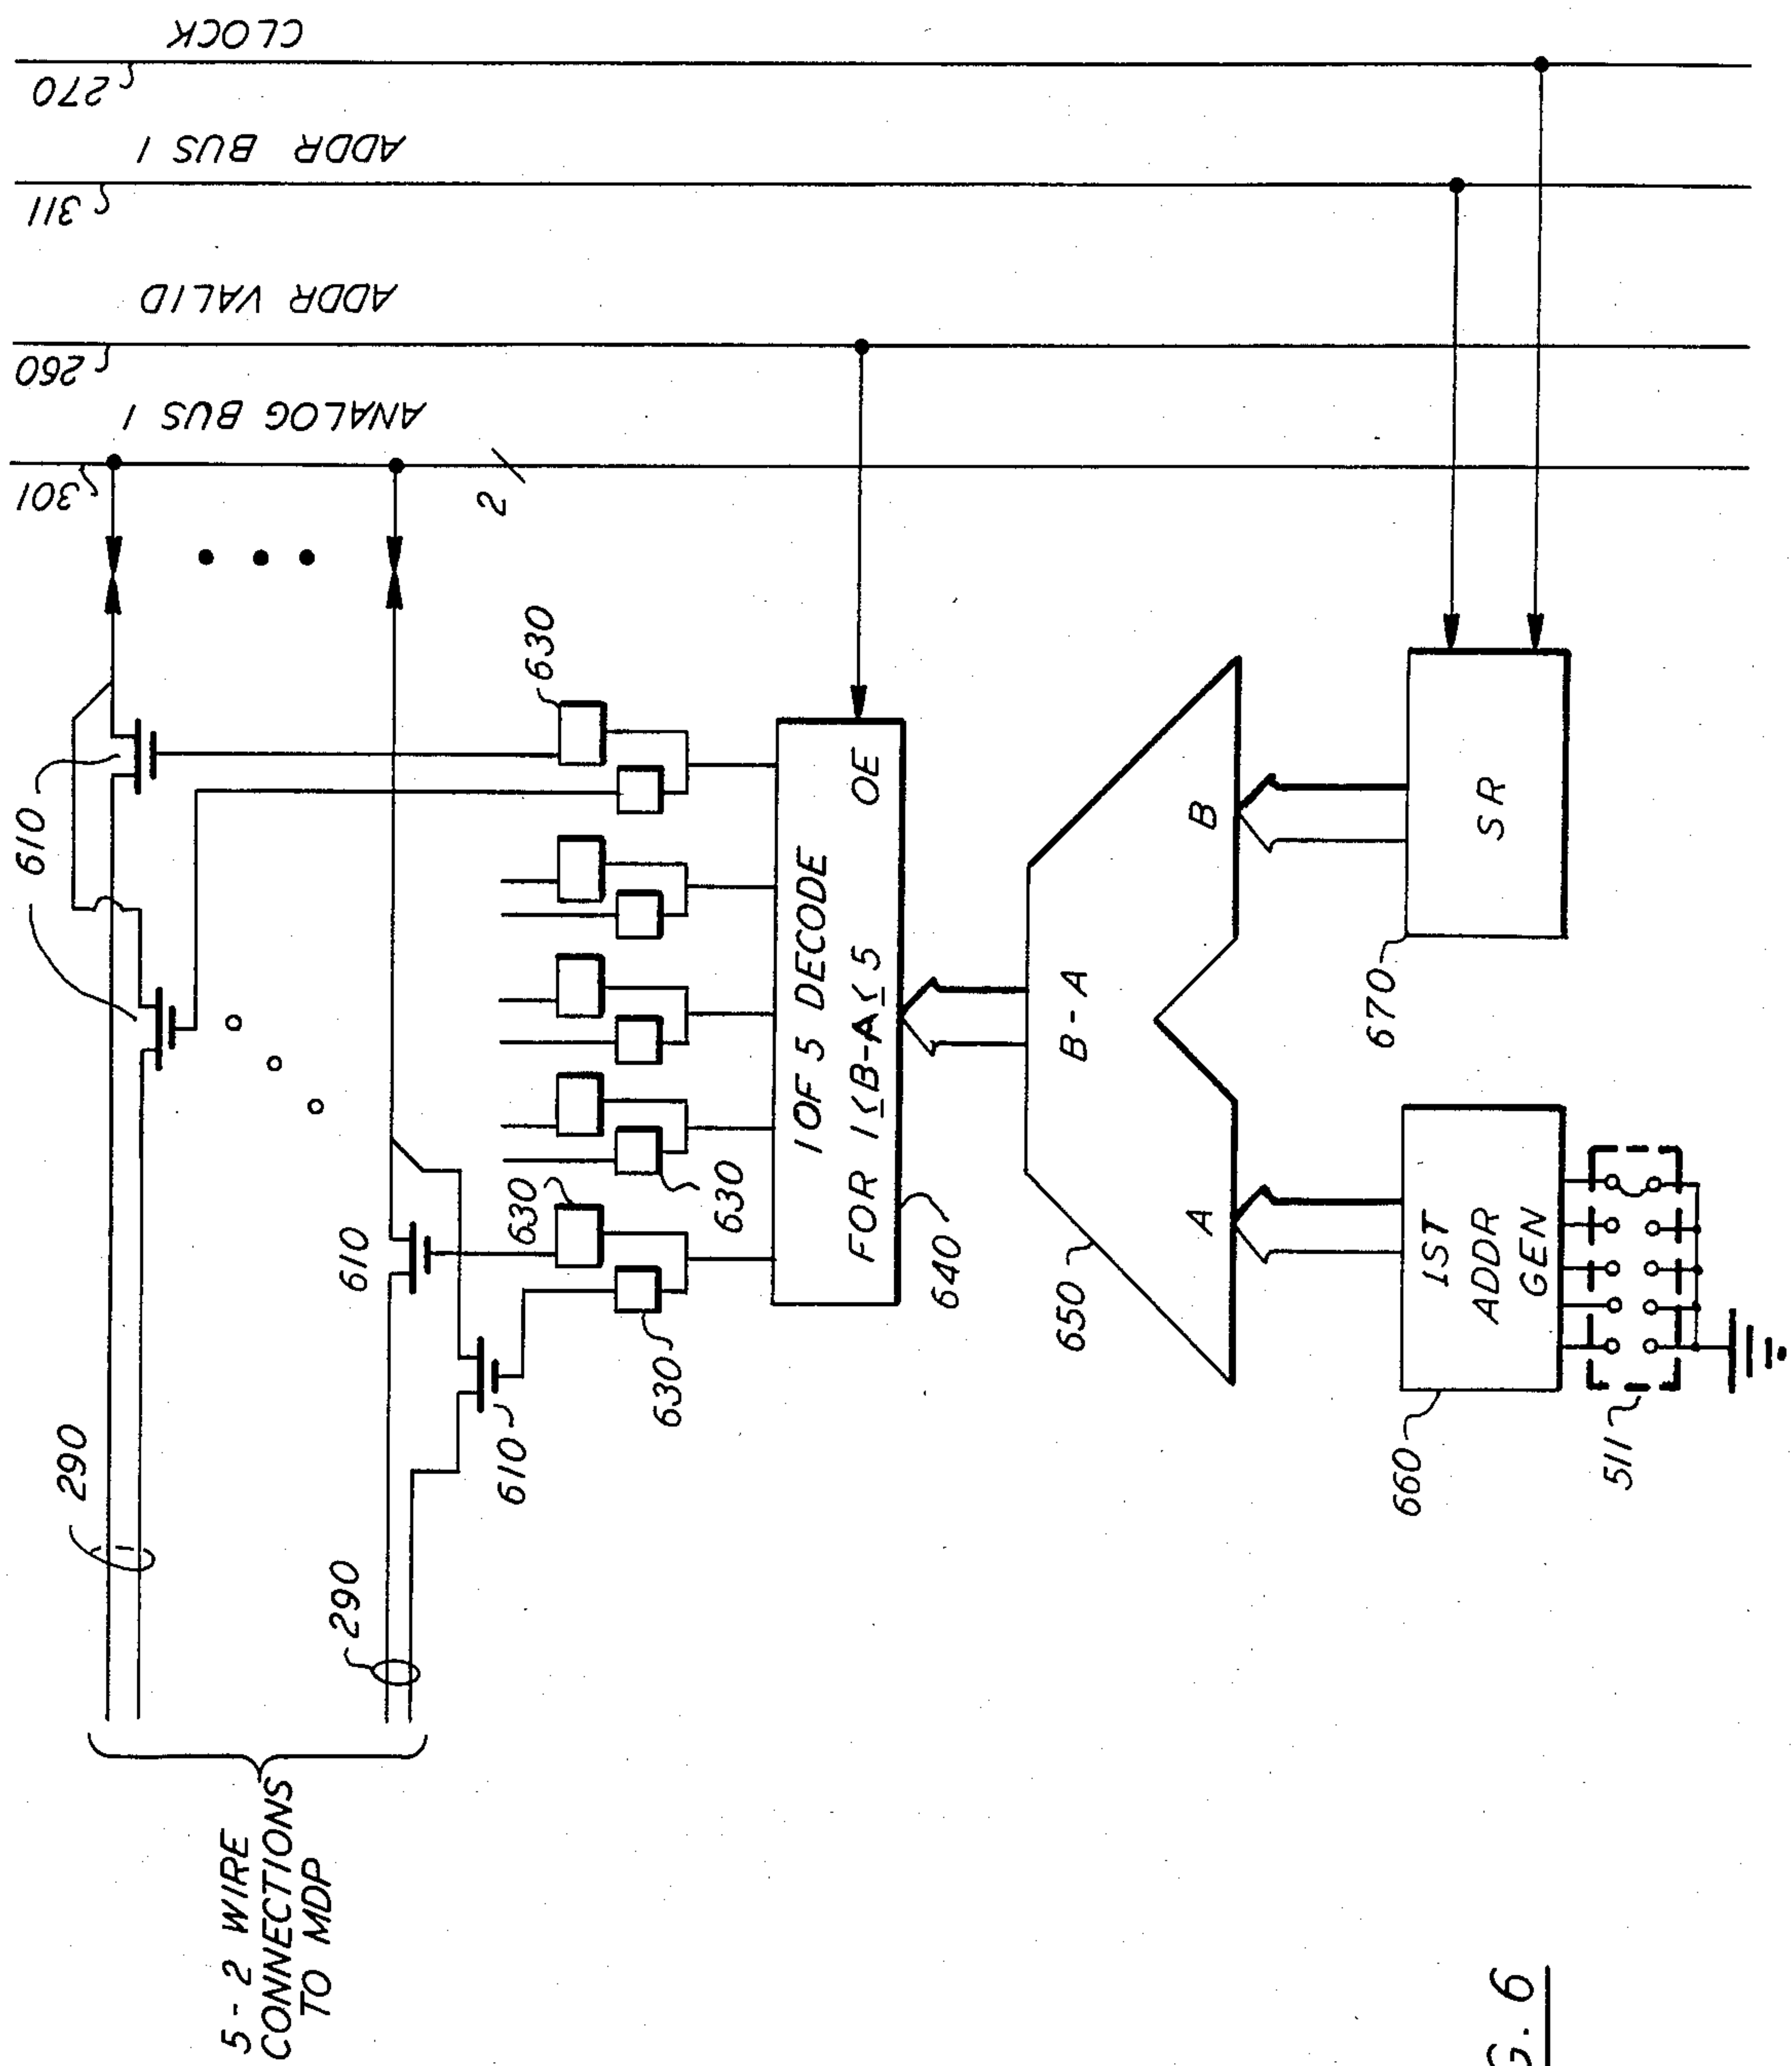 CLOCK
270
ADDR BUS 1
311
ADDR VALID
260
ANALOG BUS 1
301
2
610
290
5-2 WIRE
CONNECTIONS
TO MDP
290
610
610
630
630
630
630
1 OF 5 DECODE
FOR 1≤B-A≤5
OE
640
B-A
A
B
650
1ST
ADDR
GEN
660
511
SR
670
G. 6